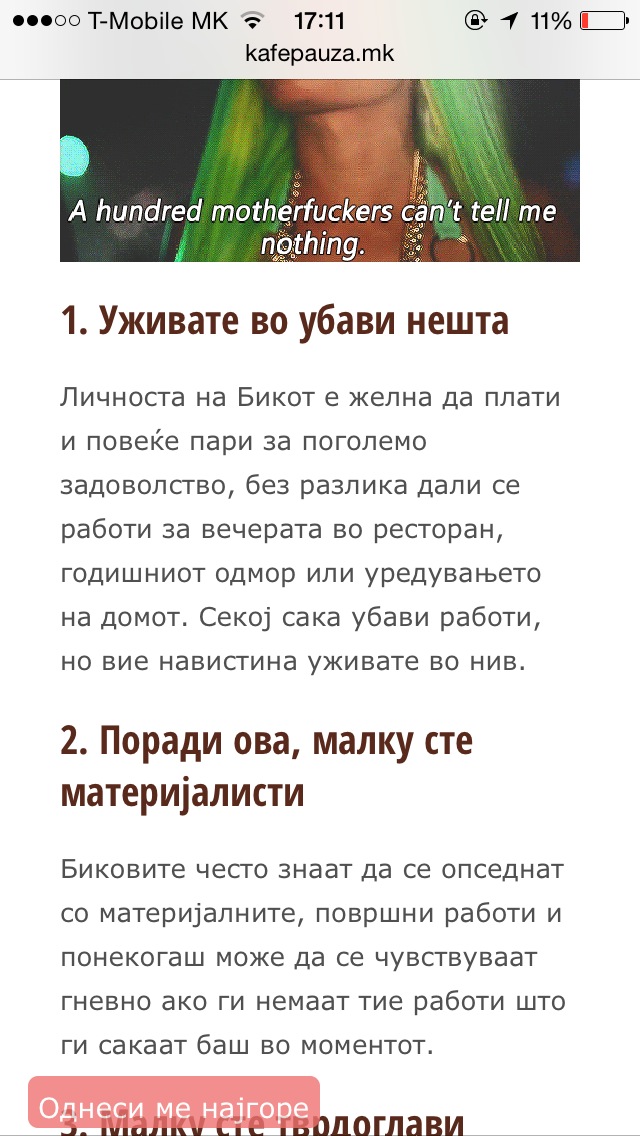 T-Mobile MK 17:11 11%
kafepauza.mk
A hundred motherfuckers can't tell me
nothing.
1. Уживате во убави нешта
Личноста на Бикот е желна да плати
и повеќе пари за поголемо
задоволство, без разлика дали се
работи за вечерата во ресторан,
годишниот одмор или уредувањето
на домот. Секој сака убави работи,
но вие навистина уживате во нив.
2. Поради ова, малку сте
материјалисти
Биковите често знаат да се опседнат
со материјалните, површни работи и
понекогаш може да се чувствуваат
гневно ако ги немаат тие работи што
ги сакаат баш во моментот.
Однеси ме најгоре
3. Малку сте тврдоглави